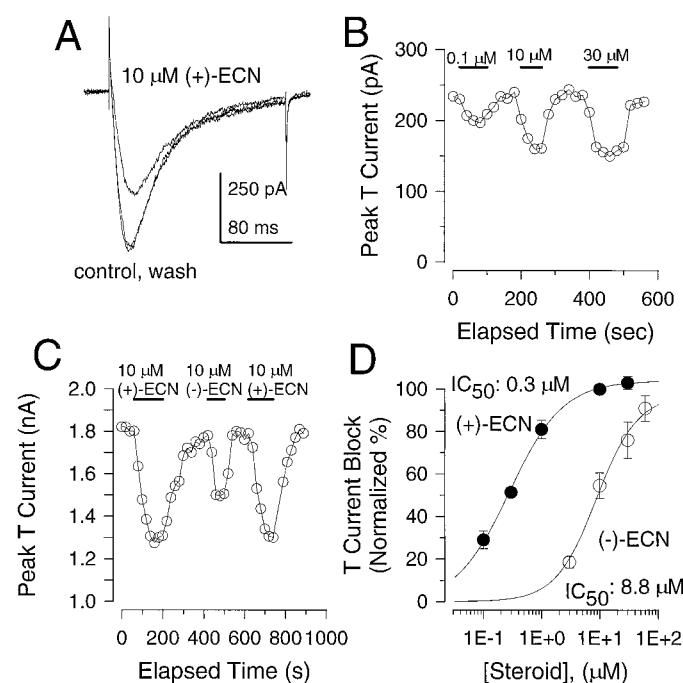 A
10 μM (+)-ECN
250 pA
80 ms
control, wash
B
Peak T Current (pA)
300
200
100
0
0.1 μM
10 μM
30 μM
0
200
400
600
Elapsed Time (sec)
C
Peak T Current (nA)
10 μM 10 μM 10 μM
(+)-ECN (-)-ECN (+)-ECN
2.0
1.8
1.6
1.4
1.2
1.0
0 200 400 600 800 1000
Elapsed Time (s)
D
T Current Block
(Normalized %)
100
80
60
40
20
0
IC50: 0.3 μM
(+)-ECN
(-)-ECN
IC50: 8.8 μM
1E-1 1E+0 1E+1 1E+2
[Steroid], (μM)